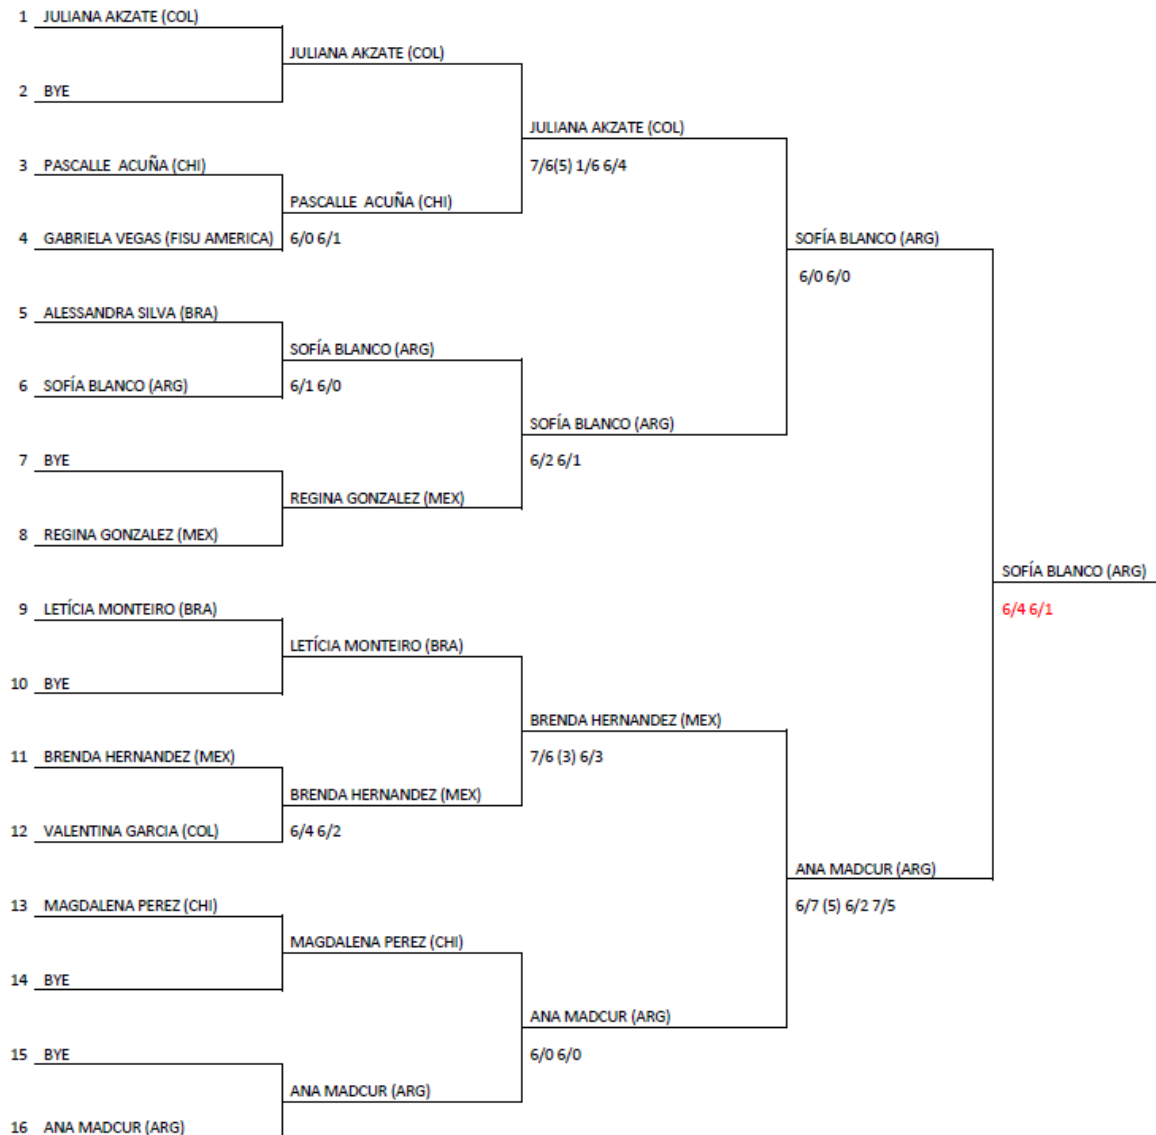 1 JULIANA AKZATE (COL)
JULIANA AKZATE (COL)
2 BYE
JULIANA AKZATE (COL)
3 PASCALLE ACUÑA (CHI)
7/6(5) 1/6 6/4
PASCALLE ACUÑA (CHI)
4 GABRIELA VEGAS (FISU AMERICA)
6/0 6/1
SOFÍA BLANCO (ARG)
6/0 6/0
5 ALESSANDRA SILVA (BRA)
SOFÍA BLANCO (ARG)
6 SOFÍA BLANCO (ARG)
6/1 6/0
SOFÍA BLANCO (ARG)
7 BYE
6/2 6/1
REGINA GONZALEZ (MEX)
8 REGINA GONZALEZ (MEX)
SOFÍA BLANCO (ARG)
9 LETÍCIA MONTEIRO (BRA)
6/4 6/1
LETÍCIA MONTEIRO (BRA)
10 BYE
BRENDA HERNANDEZ (MEX)
11 BRENDA HERNANDEZ (MEX)
7/6 (3) 6/3
BRENDA HERNANDEZ (MEX)
12 VALENTINA GARCIA (COL)
6/4 6/2
ANA MADCUR (ARG)
13 MAGDALENA PEREZ (CHI)
6/7 (5) 6/2 7/5
MAGDALENA PEREZ (CHI)
14 BYE
ANA MADCUR (ARG)
15 BYE
6/0 6/0
ANA MADCUR (ARG)
16 ANA MADCUR (ARG)